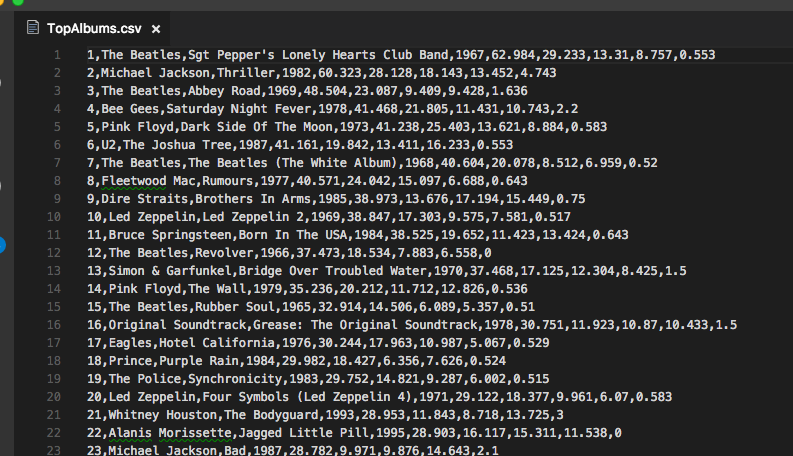 TopAlbums.csv ×
1 1,The Beatles,Sgt Pepper's Lonely Hearts Club Band,1967,62.984,29.233,13.31,8.757,0.553
2 2,Michael Jackson,Thriller,1982,60.323,28.128,18.143,13.452,4.743
3 3,The Beatles,Abbey Road,1969,48.504,23.087,9.409,9.428,1.636
4 4,Bee Gees,Saturday Night Fever,1978,41.468,21.805,11.431,10.743,2.2
5 5,Pink Floyd,Dark Side Of The Moon,1973,41.238,25.403,13.621,8.884,0.583
6 6,U2,The Joshua Tree,1987,41.161,19.842,13.411,16.233,0.553
7 7,The Beatles,The Beatles (The White Album),1968,40.604,20.078,8.512,6.959,0.52
8 8,Fleetwood Mac,Rumours,1977,40.571,24.042,15.097,6.688,0.643
9 9,Dire Straits,Brothers In Arms,1985,38.973,13.676,17.194,15.449,0.75
10 10,Led Zeppelin,Led Zeppelin 2,1969,38.847,17.303,9.575,7.581,0.517
11 11,Bruce Springsteen,Born In The USA,1984,38.525,19.652,11.423,13.424,0.643
12 12,The Beatles,Revolver,1966,37.473,18.534,7.883,6.558,0
13 13,Simon & Garfunkel,Bridge Over Troubled Water,1970,37.468,17.125,12.304,8.425,1.5
14 14,Pink Floyd,The Wall,1979,35.236,20.212,11.712,12.826,0.536
15 15,The Beatles,Rubber Soul,1965,32.914,14.506,6.089,5.357,0.51
16 16,Original Soundtrack,Grease: The Original Soundtrack,1978,30.751,11.923,10.87,10.433,1.5
17 17,Eagles,Hotel California,1976,30.244,17.963,10.987,5.067,0.529
18 18,Prince,Purple Rain,1984,29.982,18.427,6.356,7.626,0.524
19 19,The Police,Synchronicity,1983,29.752,14.821,9.287,6.002,0.515
20 20,Led Zeppelin,Four Symbols (Led Zeppelin 4),1971,29.122,18.377,9.961,6.07,0.583
21 21,Whitney Houston,The Bodyguard,1993,28.953,11.843,8.718,13.725,3
22 22,Alanis Morissette,Jagged Little Pill,1995,28.903,16.117,15.311,11.538,0
23 23,Michael Jackson,Bad,1987,28.782,9.971,9.876,14.643,2.1